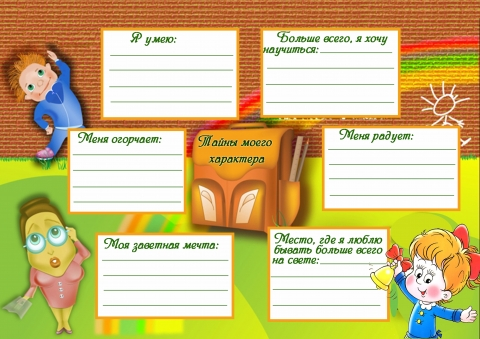 Я умею:
Больше всего, я хочу
научиться:
Меня огорчает:
Тайны моего
характера
Меня радует:
Моя заветная мечта:
Место, где я люблю
бывать больше всего
на свете: